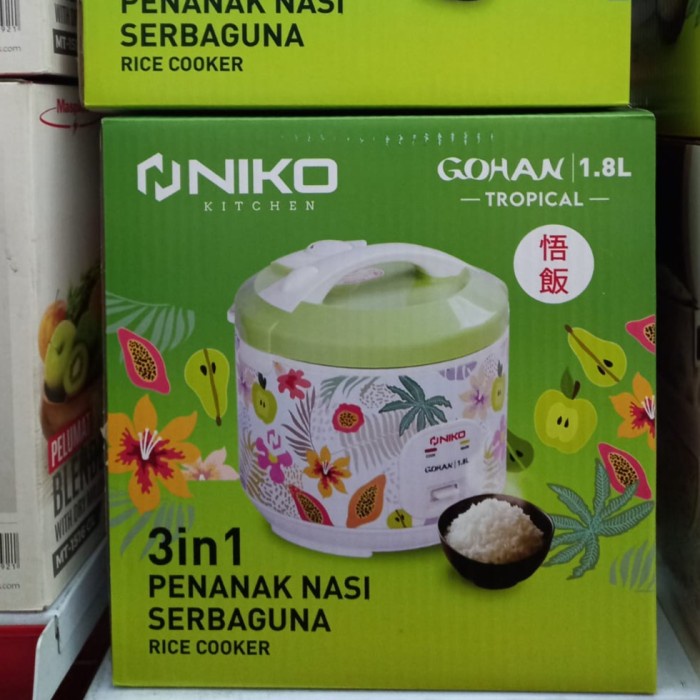 PENANAK NASI
SERBAGUNA
RICE COOKER
NIKO
KITCHEN
GOHAN | 1.8L
TROPICAL
悟
飯
NIKO
GOHAN | 1.8L
3in1
PENANAK NASI
SERBAGUNA
RICE COOKER